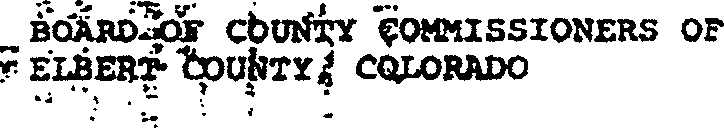 BOARD OF COUNTY COMMISSIONERS OF
ELBERT COUNTY, COLORADO